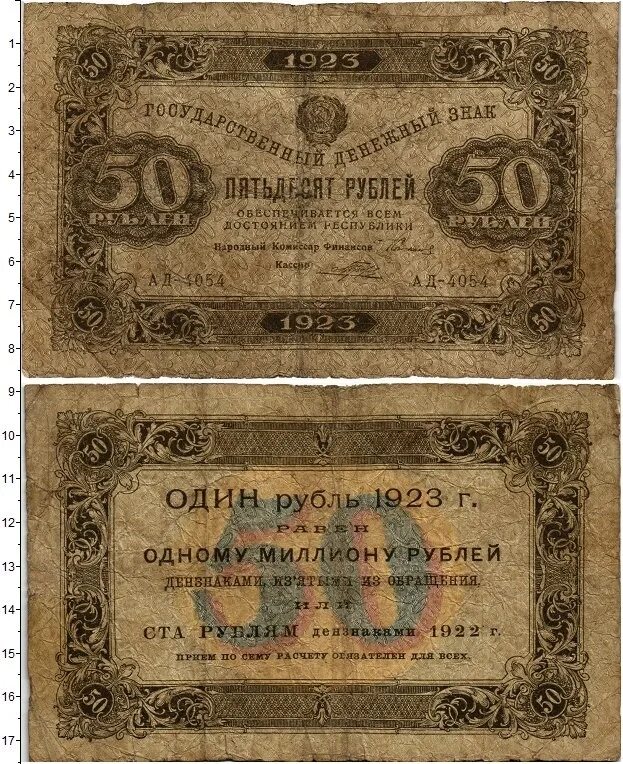 50 1923 50
ГОСУДАРСТВЕННЫЙ ДЕНЕЖНЫЙ ЗНАК
50 ПЯТЬДЕСЯТ РУБЛЕЙ 50
РУБЛЕЙ ОБЕСПЕЧИВАЕТСЯ ВСЕМ РУБЛЕЙ
ДОСТОЯНИЕМ РЕСПУБЛИКИ
Народный Комиссар Финансов
Кассир
АД-4054 АД-4054
50 1923 50
50 50
ОДИН рубль 1923 г.
РАВЕН
ОДНОМУ МИЛЛИОНУ РУБЛЕЙ
ДЕНЗНАКАМИ, ИЗ'ЯТЫМИ ИЗ ОБРАЩЕНИЯ,
ИЛИ
СТА РУБЛЯМ дензнаками 1922 г.
ПРИЕМ ПО СЕМУ РАСЧЕТУ ОБЯЗАТЕЛЕН ДЛЯ ВСЕХ.
50
50 50
1
2
3
4
5
6
7
8
9
10
11
12
13
14
15
16
17